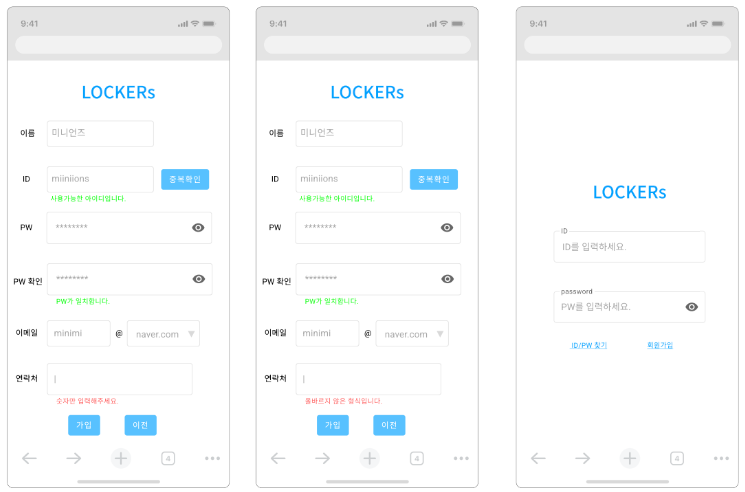 9:41
LOCKERs
이름 미니언즈
ID miiniions 중복확인
사용가능한 아이디입니다.
PW ********
PW 확인 ********
PW가 일치합니다.
이메일 minimi @ naver.com
연락처
숫자만 입력해주세요.
가입 이전
4
9:41
LOCKERs
이름 미니언즈
ID miiniions 중복확인
사용가능한 아이디입니다.
PW ********
PW 확인 ********
PW가 일치합니다.
이메일 minimi @ naver.com
연락처
올바르지 않은 형식입니다.
가입 이전
4
9:41
LOCKERs
ID
ID를 입력하세요.
password
PW를 입력하세요.
ID/PW 찾기 회원가입
4